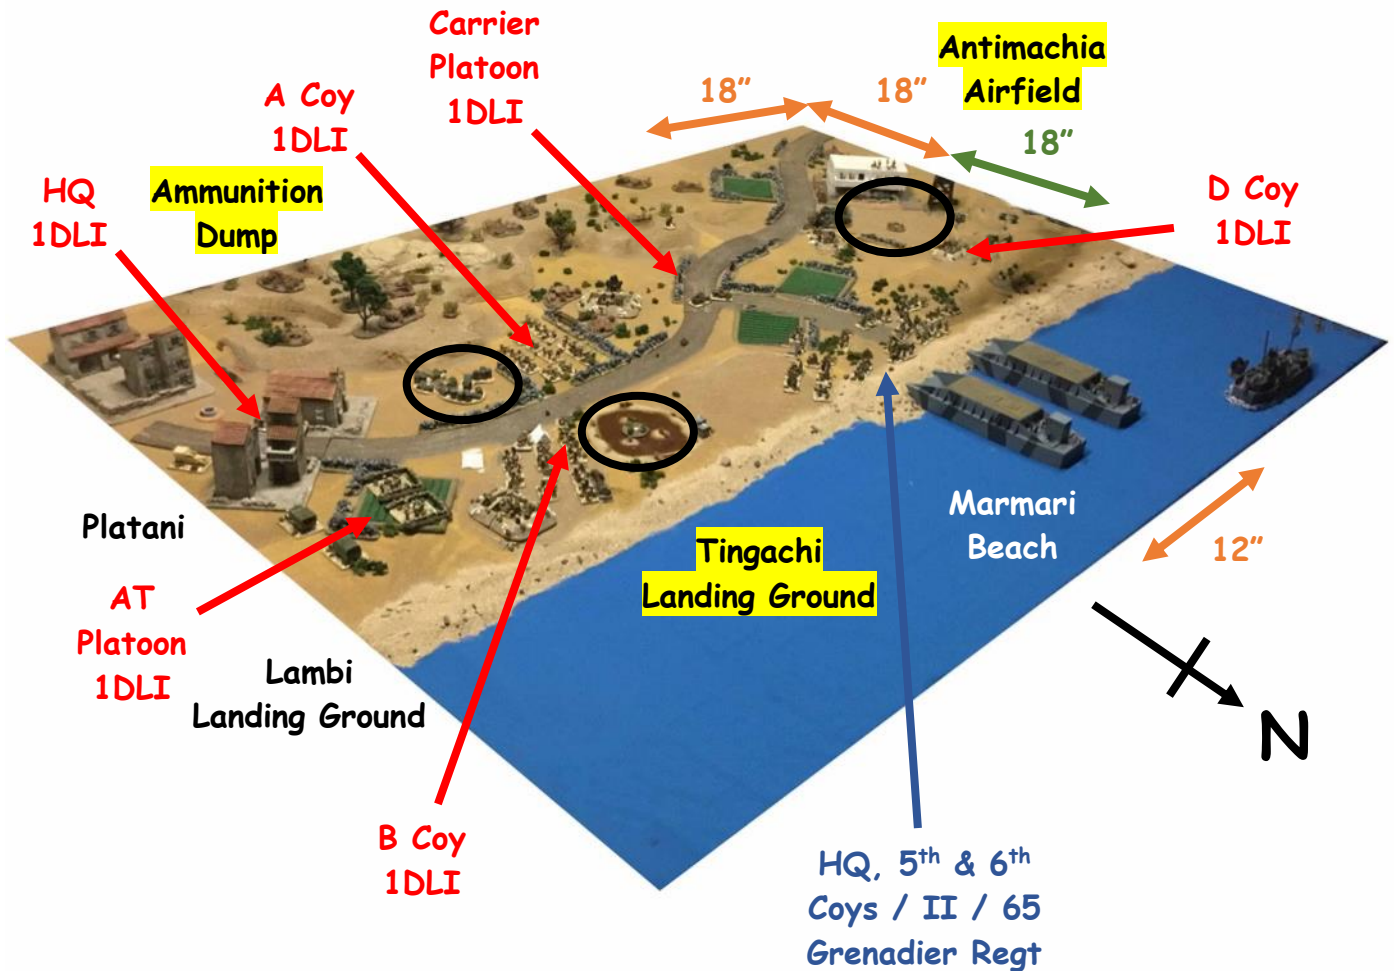 Carrier
Platoon
1DLI
Antimachia
Airfield
18”
18”
18”
A Coy
1DLI
HQ
1DLI
Ammunition
Dump
D Coy
1DLI
Platani
Marmari
Beach
12”
Tingachi
Landing Ground
AT
Platoon
1DLI
Lambi
Landing Ground
N
B Coy
1DLI
HQ, 5th & 6th
Coys / II / 65
Grenadier Regt